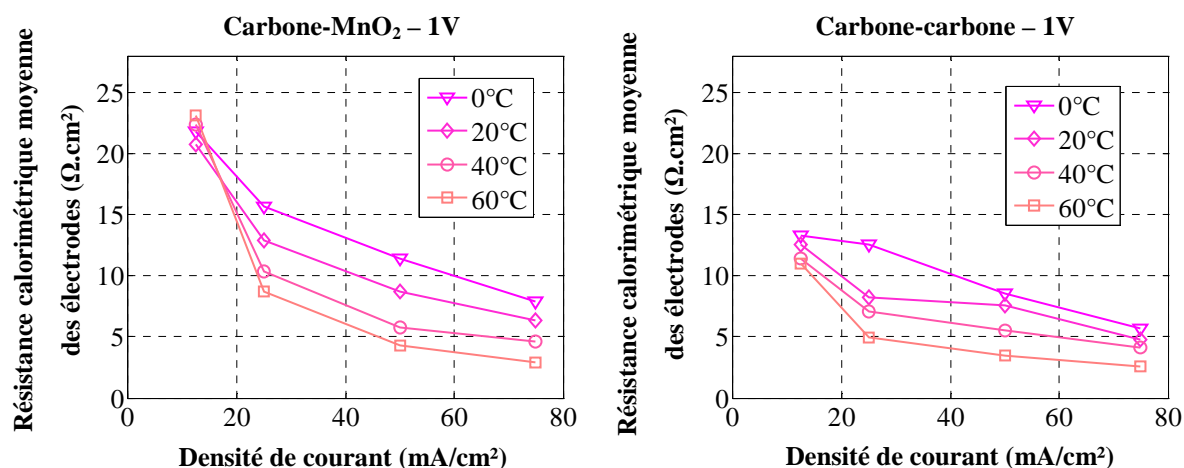 Carbone-MnO₂ – 1V
Résistance calorimétrique moyenne
des électrodes (Ω.cm²)
25
20
15
10
5
0
0 20 40 60 80
Densité de courant (mA/cm²)
0°C
20°C
40°C
60°C
Carbone-carbone – 1V
Résistance calorimétrique moyenne
des électrodes (Ω.cm²)
25
20
15
10
5
0
0 20 40 60 80
Densité de courant (mA/cm²)
0°C
20°C
40°C
60°C